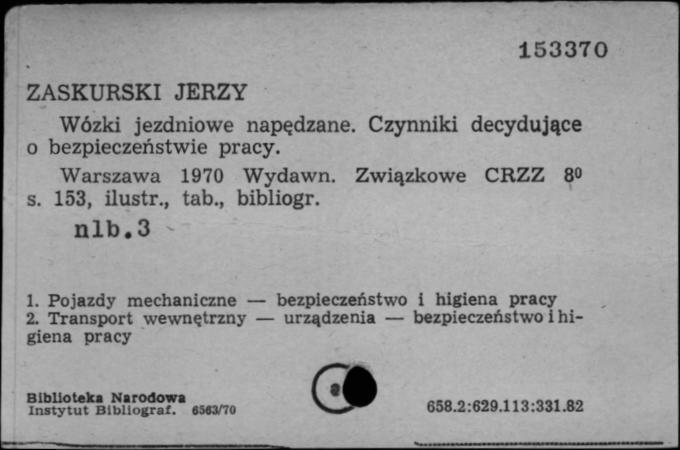 153370
ZASKURSKI JERZY
Wózki jezdniowe napędzane. Czynniki decydujące
o bezpieczeństwie pracy.
Warszawa 1970 Wydawn. Związkowe CRZZ 8⁰
s. 153, ilustr., tab., bibliogr.
nlb.3
1. Pojazdy mechaniczne — bezpieczeństwo i higiena pracy
2. Transport wewnętrzny — urządzenia — bezpieczeństwo i hi-
giena pracy
Biblioteka Narodowa
Instytut Bibliograf. 6563/70
658.2:629.113:331.82